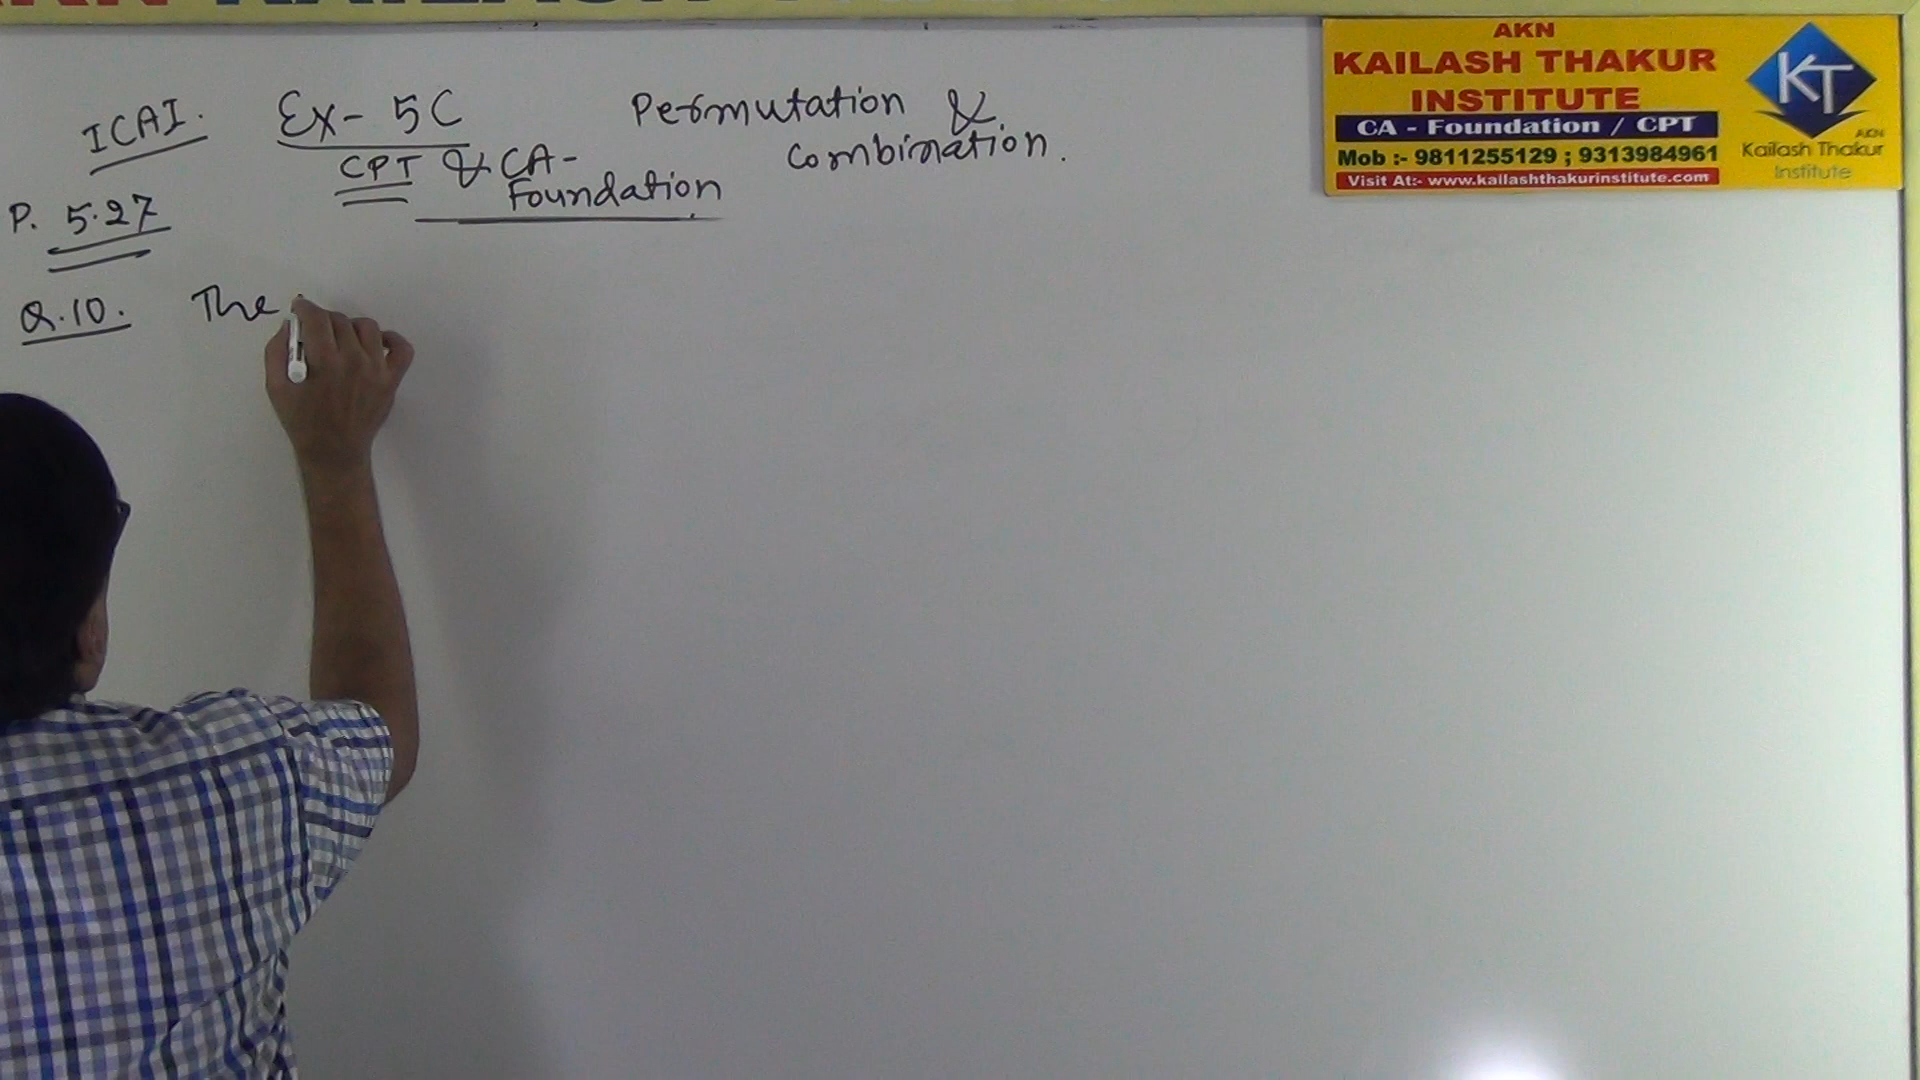 AKN
KAILASH THAKUR
INSTITUTE
CA - Foundation / CPT
Mob :- 9811255129 ; 9313984961
Visit At:- www.kailashthakurinstitute.com
KT
AKN
Kailash Thakur
Institute
ICAI. Ex- 5C Permutation &
Combination.
CPT & CA-
Foundation
P. 5.27
Q.10. The